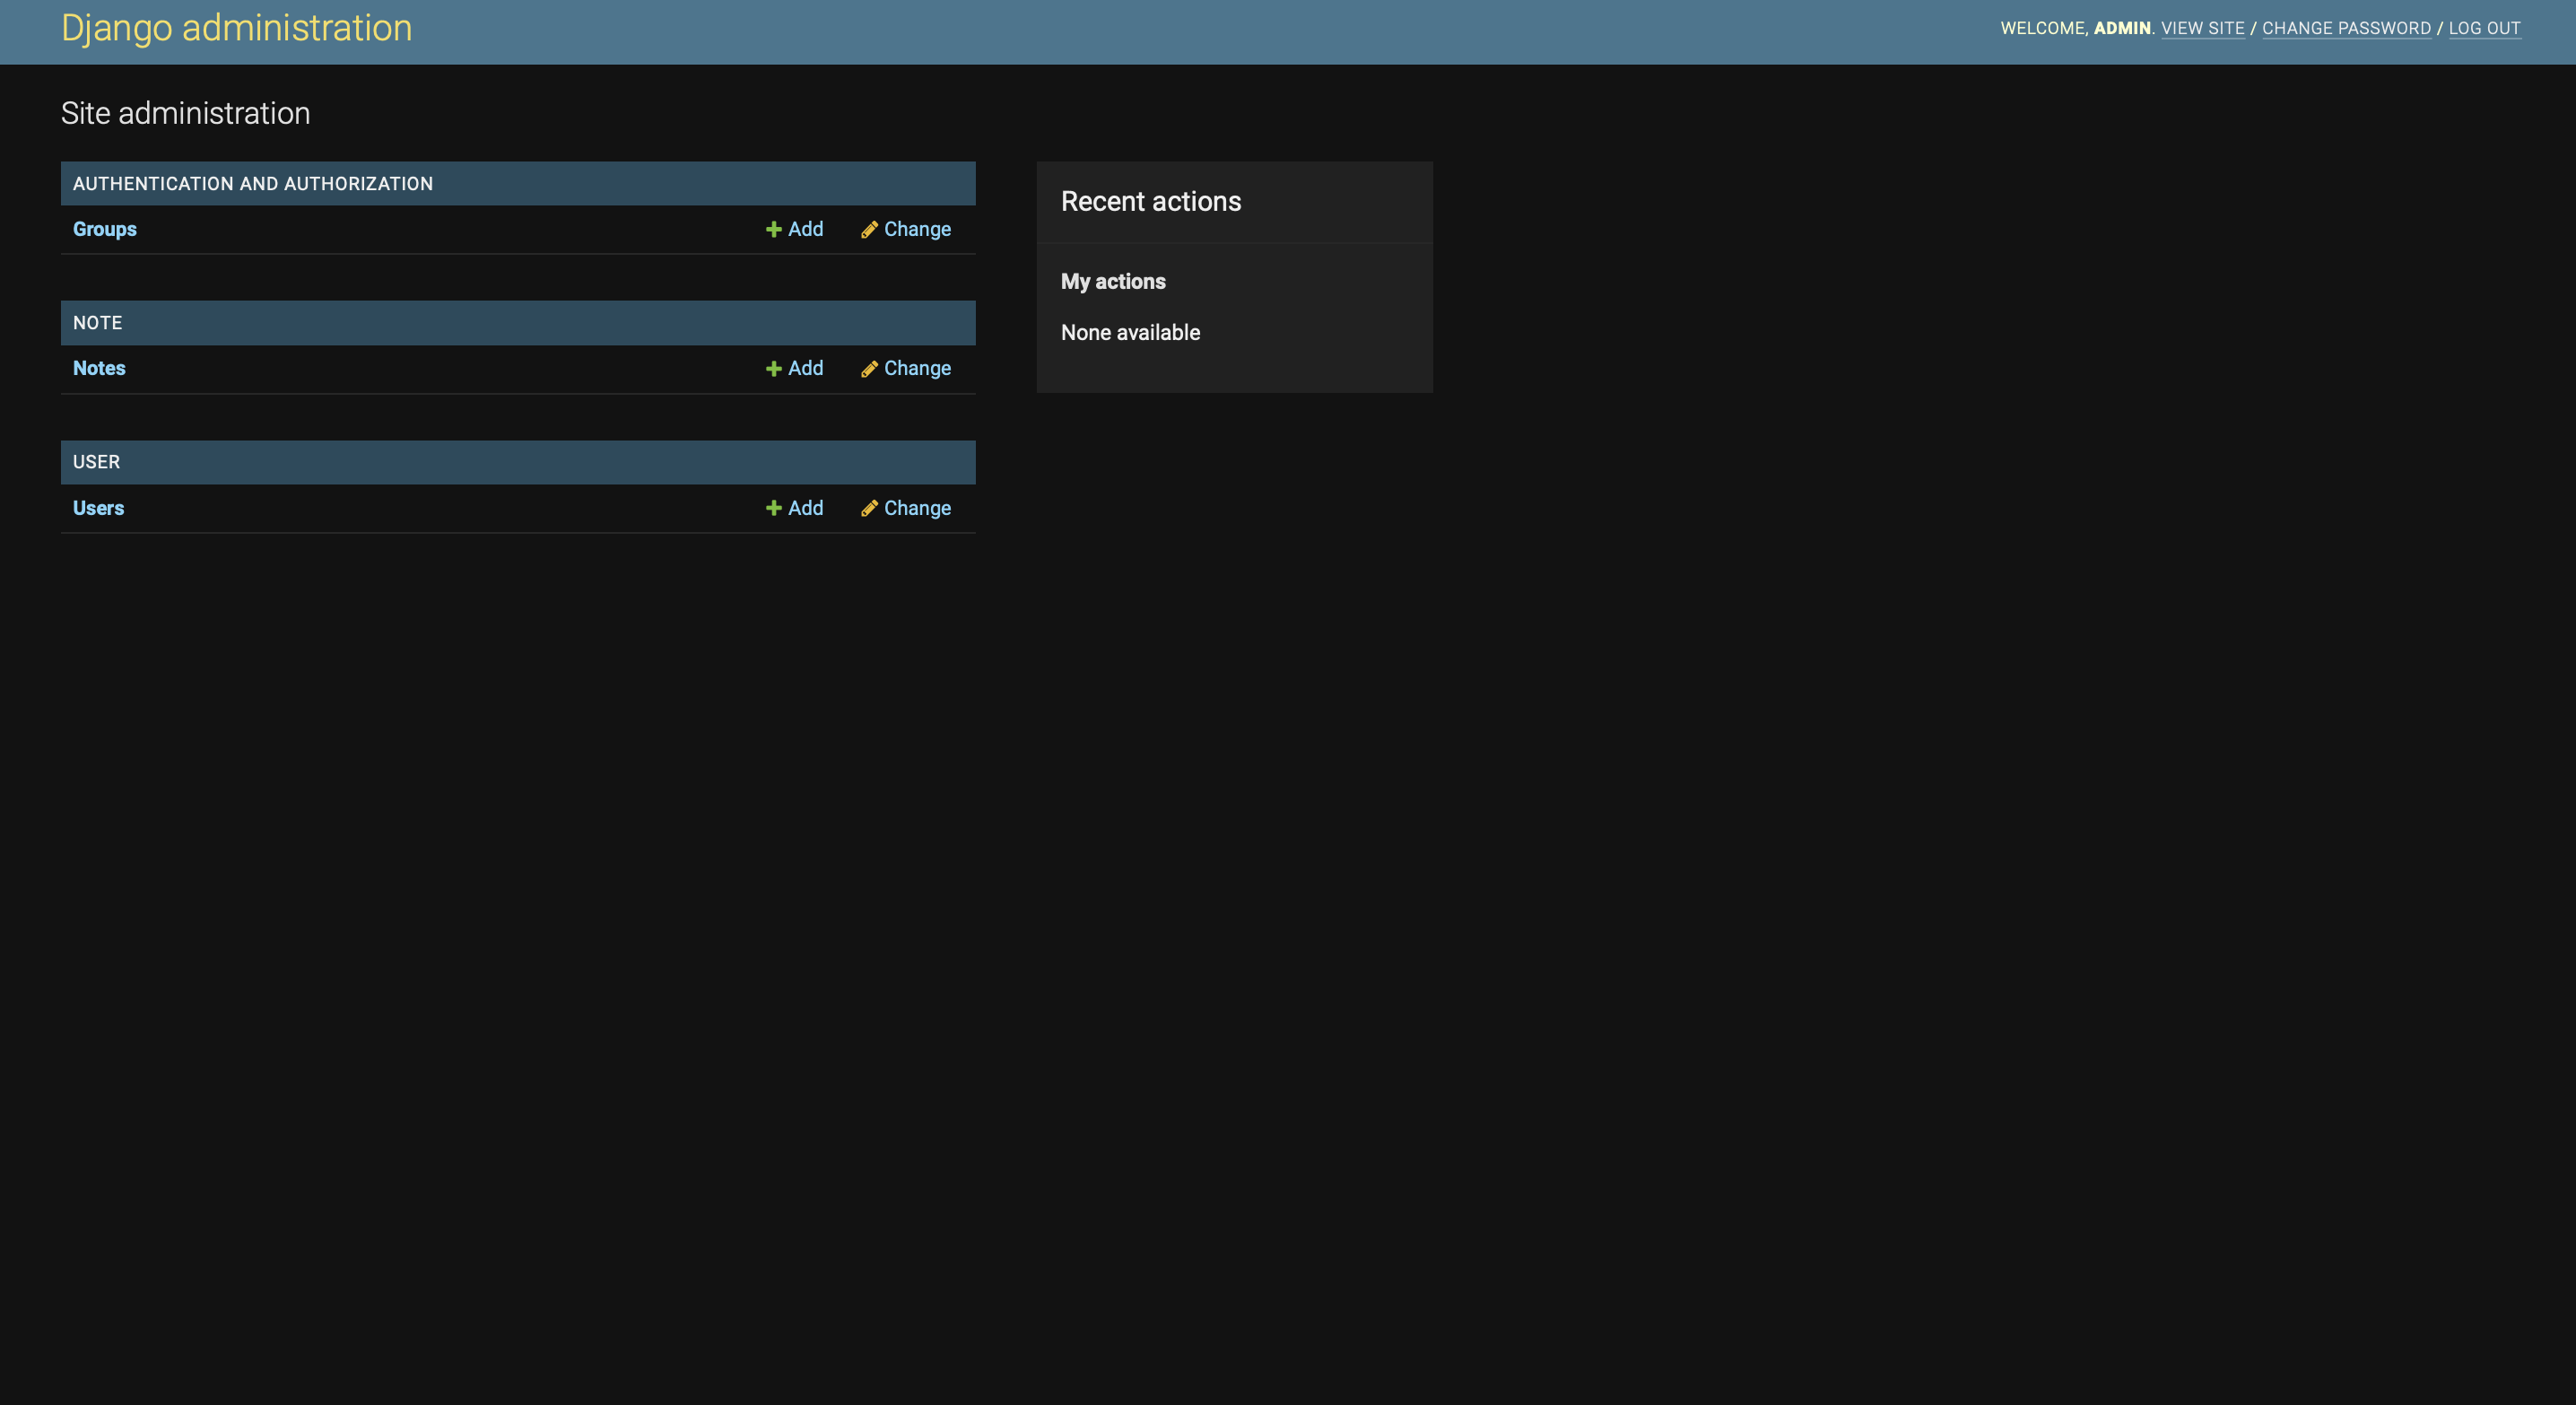 Django administration
WELCOME, ADMIN. VIEW SITE / CHANGE PASSWORD / LOG OUT
Site administration
AUTHENTICATION AND AUTHORIZATION
Groups Add Change
NOTE
Notes Add Change
USER
Users Add Change
Recent actions
My actions
None available